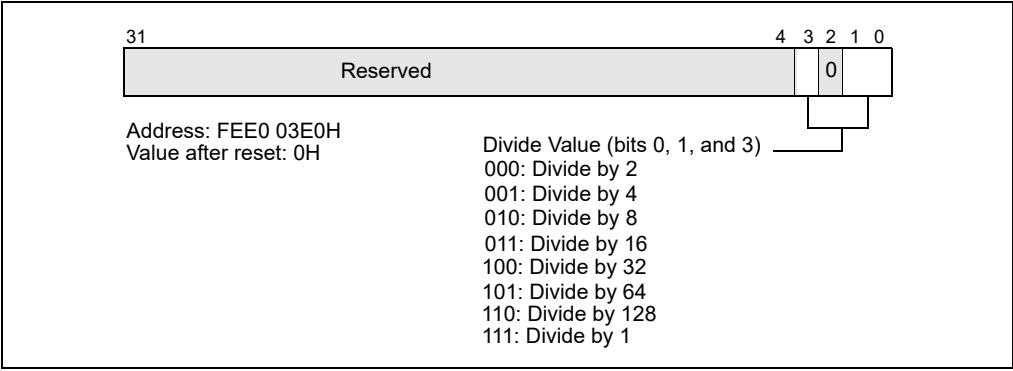 31 4 3 2 1 0
Reserved 0
Address: FEE0 03E0H
Value after reset: 0H
Divide Value (bits 0, 1, and 3)
000: Divide by 2
001: Divide by 4
010: Divide by 8
011: Divide by 16
100: Divide by 32
101: Divide by 64
110: Divide by 128
111: Divide by 1